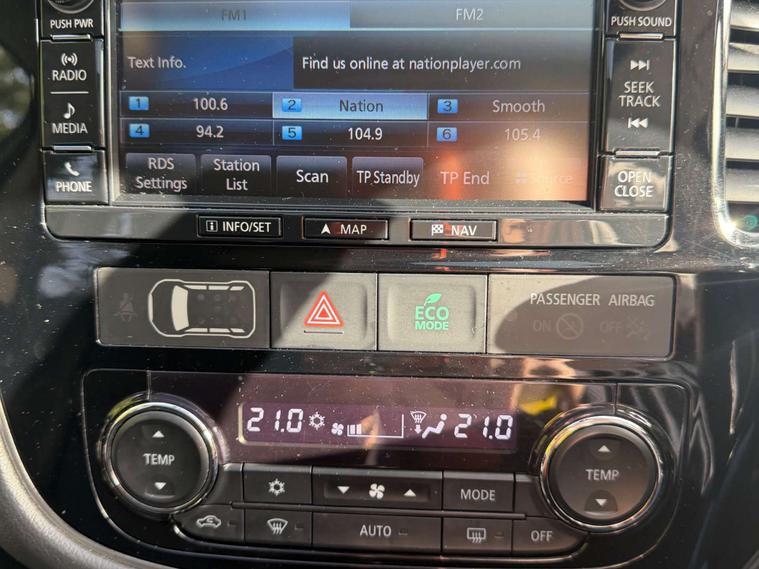 PUSH PWR
FM1
FM2
PUSH SOUND
RADIO
Text Info.
Find us online at nationplayer.com
SEEK
TRACK
1 100.6
2 Nation
3 Smooth
MEDIA
4 94.2
5 104.9
6 105.4
PHONE
RDS
Settings
Station
List
Scan
TP Standby
TP End
Source
OPEN
CLOSE
i INFO/SET
MAP
NAV
ECO
MODE
PASSENGER AIRBAG
ON
OFF
21.0
21.0
TEMP
TEMP
MODE
AUTO
OFF